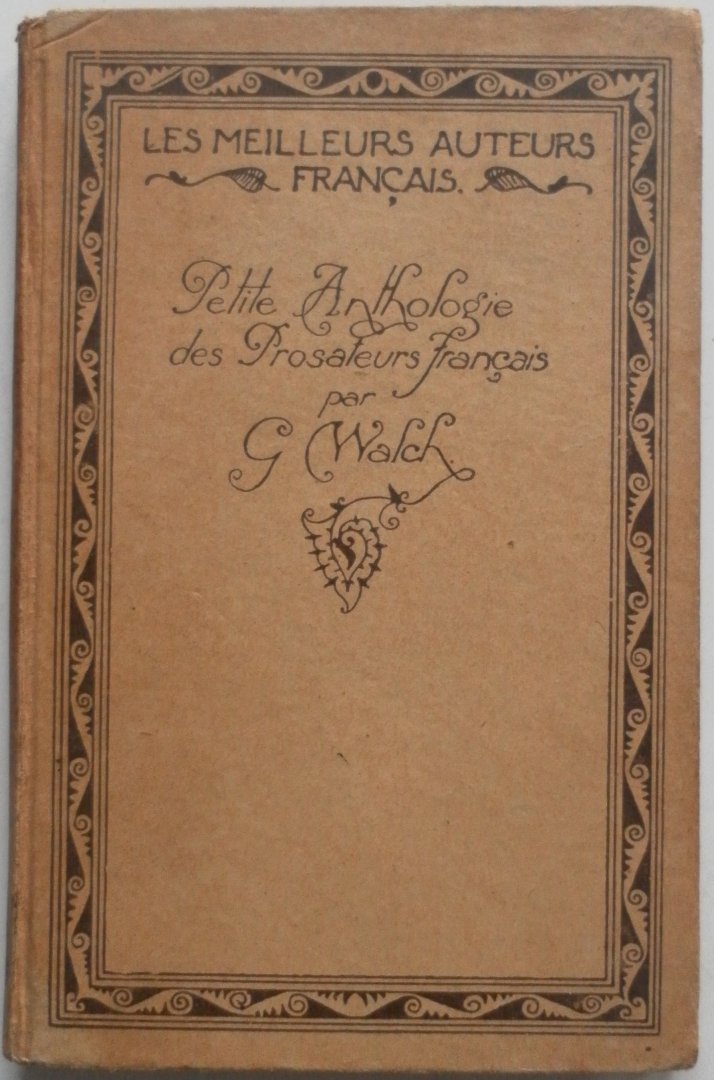 LES MEILLEURS AUTEURS
FRANÇAIS.
Petite Anthologie
des Prosateurs français
par
G Walch.